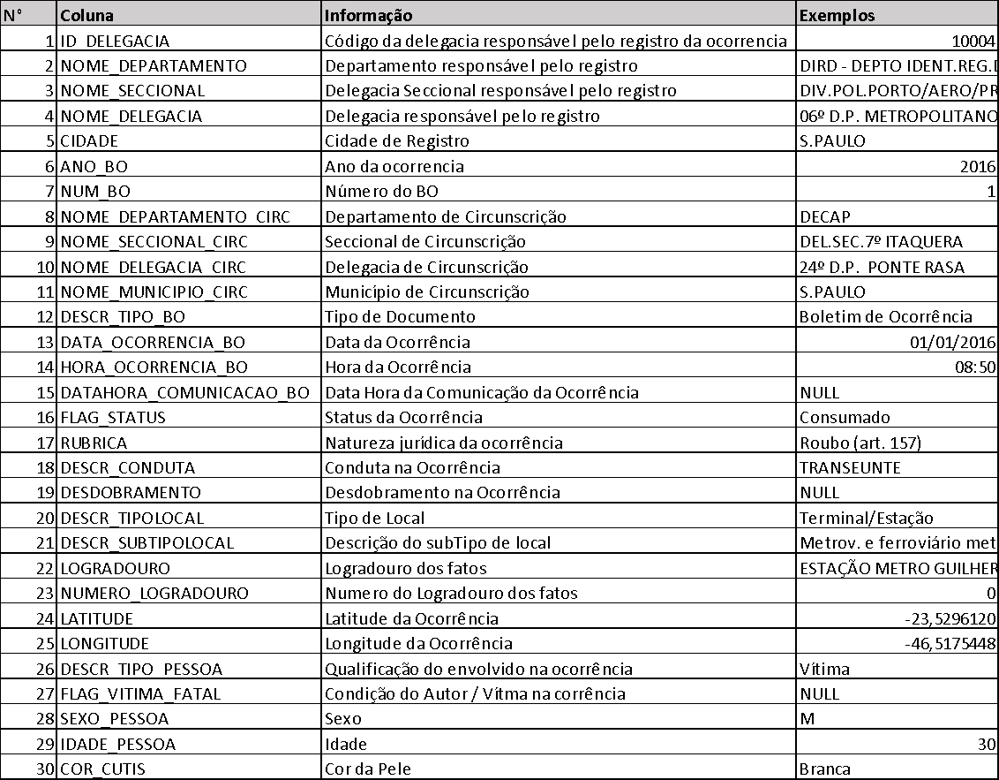 N° Coluna Informação Exemplos
1 ID_DELEGACIA Código da delegacia responsável pelo registro da ocorrencia 10004
2 NOME_DEPARTAMENTO Departamento responsável pelo registro DIRD - DEPTO IDENT.REG.D
3 NOME_SECCIONAL Delegacia Seccional responsável pelo registro DIV.POL.PORTO/AERO/PR
4 NOME_DELEGACIA Delegacia responsável pelo registro 06º D.P. METROPOLITANO
5 CIDADE Cidade de Registro S.PAULO
6 ANO_BO Ano da ocorrencia 2016
7 NUM_BO Número do BO 1
8 NOME_DEPARTAMENTO_CIRC Departamento de Circunscrição DECAP
9 NOME_SECCIONAL_CIRC Seccional de Circunscrição DEL.SEC.7º ITAQUERA
10 NOME_DELEGACIA_CIRC Delegacia de Circunscrição 24º D.P. PONTE RASA
11 NOME_MUNICIPIO_CIRC Município de Circunscrição S.PAULO
12 DESCR_TIPO_BO Tipo de Documento Boletim de Ocorrência
13 DATA_OCORRENCIA_BO Data da Ocorrência 01/01/2016
14 HORA_OCORRENCIA_BO Hora da Ocorrência 08:50
15 DATAHORA_COMUNICACAO_BO Data Hora da Comunicação da Ocorrência NULL
16 FLAG_STATUS Status da Ocorrência Consumado
17 RUBRICA Natureza jurídica da ocorrência Roubo (art. 157)
18 DESCR_CONDUTA Conduta na Ocorrência TRANSEUNTE
19 DESDOBRAMENTO Desdobramento na Ocorrência NULL
20 DESCR_TIPOLOCAL Tipo de Local Terminal/Estação
21 DESCR_SUBTIPOLOCAL Descrição do subTipo de local Metrov. e ferroviário met
22 LOGRADOURO Logradouro dos fatos ESTAÇÃO METRO GUILHER
23 NUMERO_LOGRADOURO Numero do Logradouro dos fatos 0
24 LATITUDE Latitude da Ocorrência -23,5296120
25 LONGITUDE Longitude da Ocorrência -46,5175448
26 DESCR_TIPO_PESSOA Qualificação do envolvido na ocorrência Vítima
27 FLAG_VITIMA_FATAL Condição do Autor / Vítma na corrência NULL
28 SEXO_PESSOA Sexo M
29 IDADE_PESSOA Idade 30
30 COR_CUTIS Cor da Pele Branca